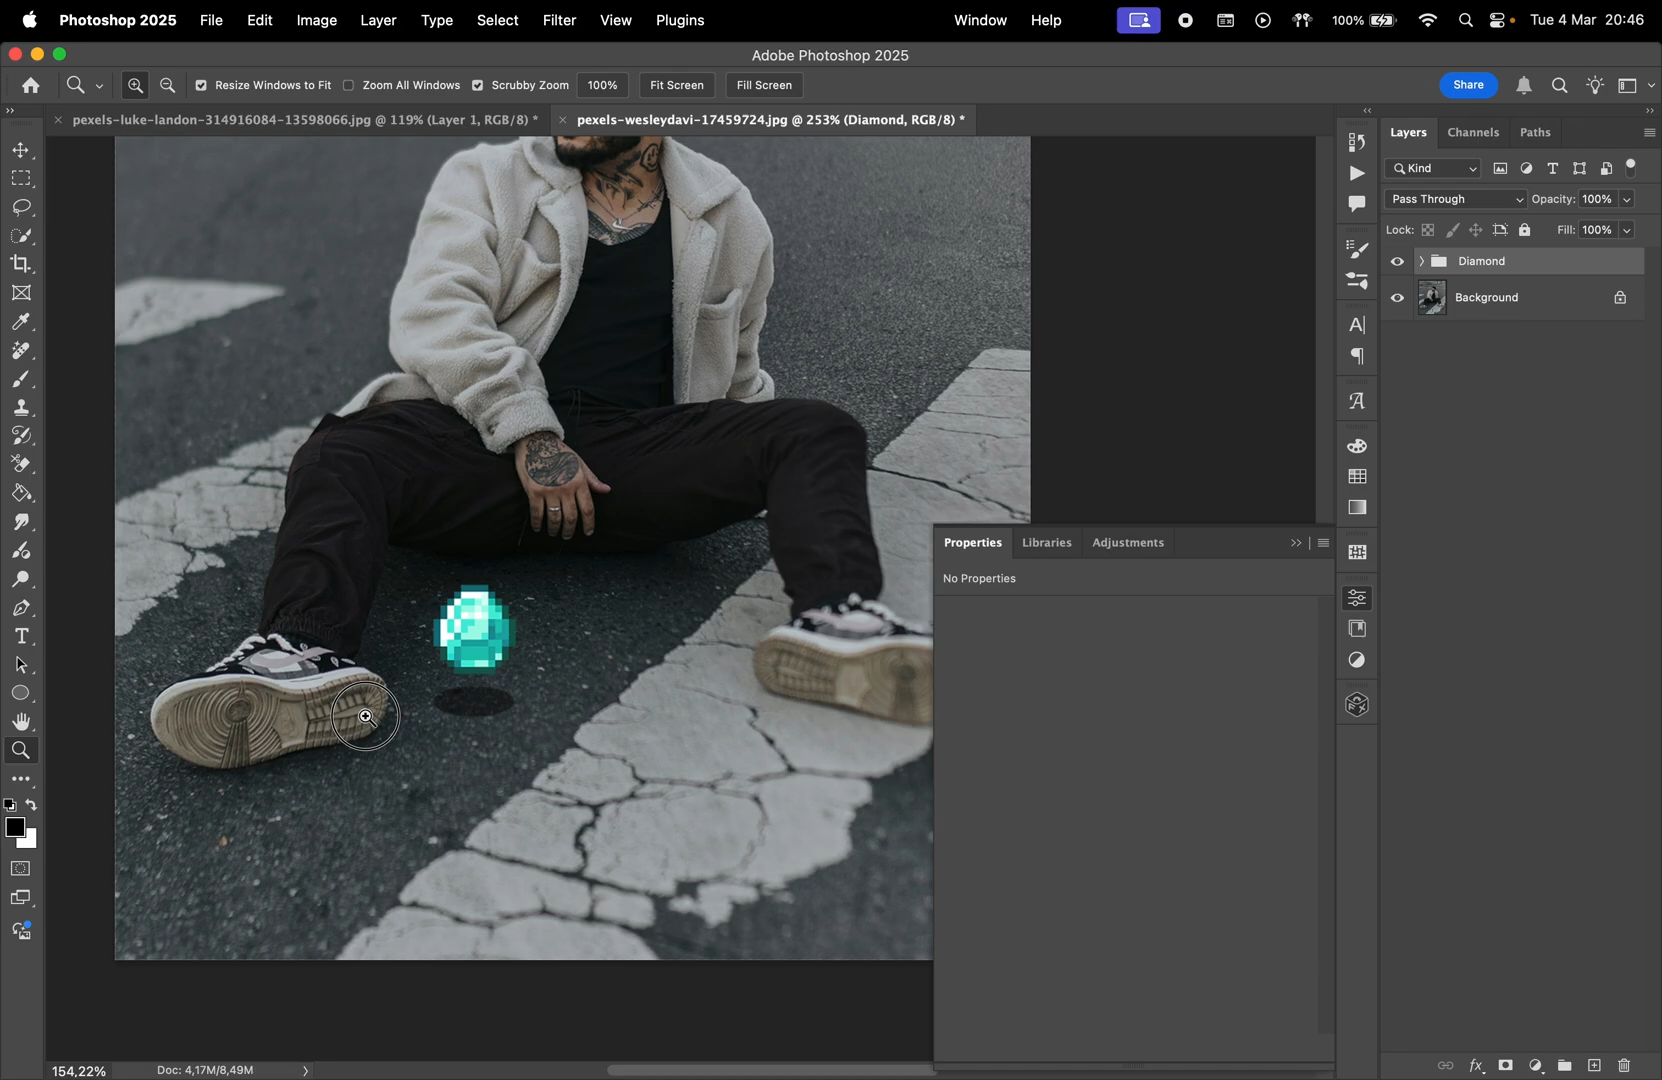 Photoshop 2025 File Edit Image Layer Type Select Filter View Plugins Window Help 100% Tue 4 Mar 20:46
Adobe Photoshop 2025
Resize Windows to Fit Zoom All Windows Scrubby Zoom 100% Fit Screen Fill Screen Share
pexels-luke-landon-314916084-13598066.jpg @ 119% (Layer 1, RGB/8) * pexels-wesleydavi-17459724.jpg @ 253% (Diamond, RGB/8) *
Layers Channels Paths
Kind
Pass Through Opacity: 100%
Lock: Fill: 100%
Diamond
Background
Properties Libraries Adjustments
No Properties
154,22% Doc: 4,17M/8,49M